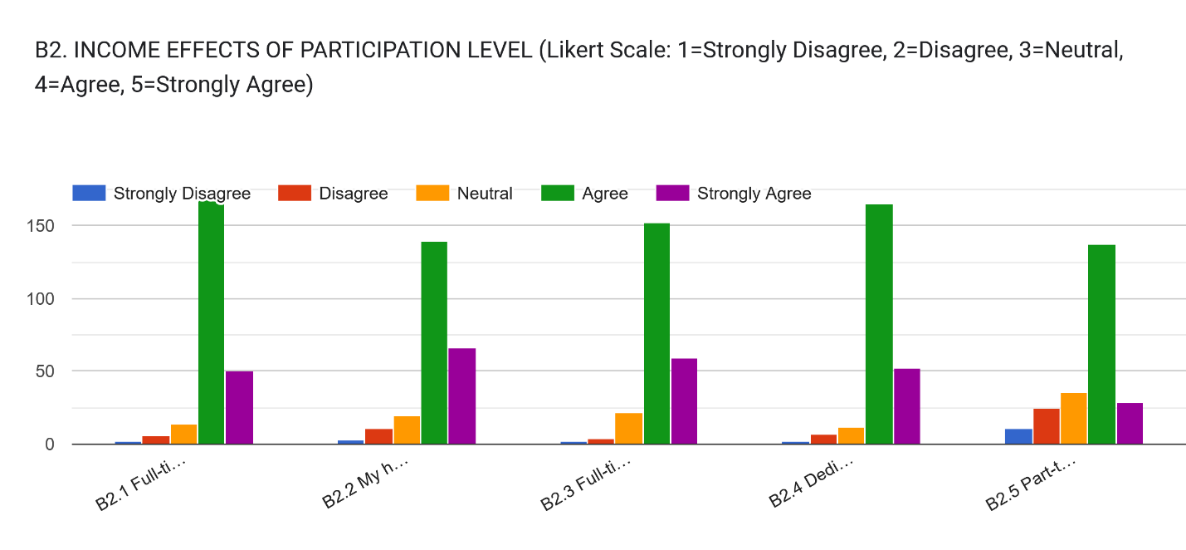 B2. INCOME EFFECTS OF PARTICIPATION LEVEL (Likert Scale: 1=Strongly Disagree, 2=Disagree, 3=Neutral,
4=Agree, 5=Strongly Agree)
Strongly Disagree Disagree Neutral Agree Strongly Agree
150
100
50
0
B2.1 Full-ti... B2.2 My h... B2.3 Full-ti... B2.4 Dedi... B2.5 Part-t...